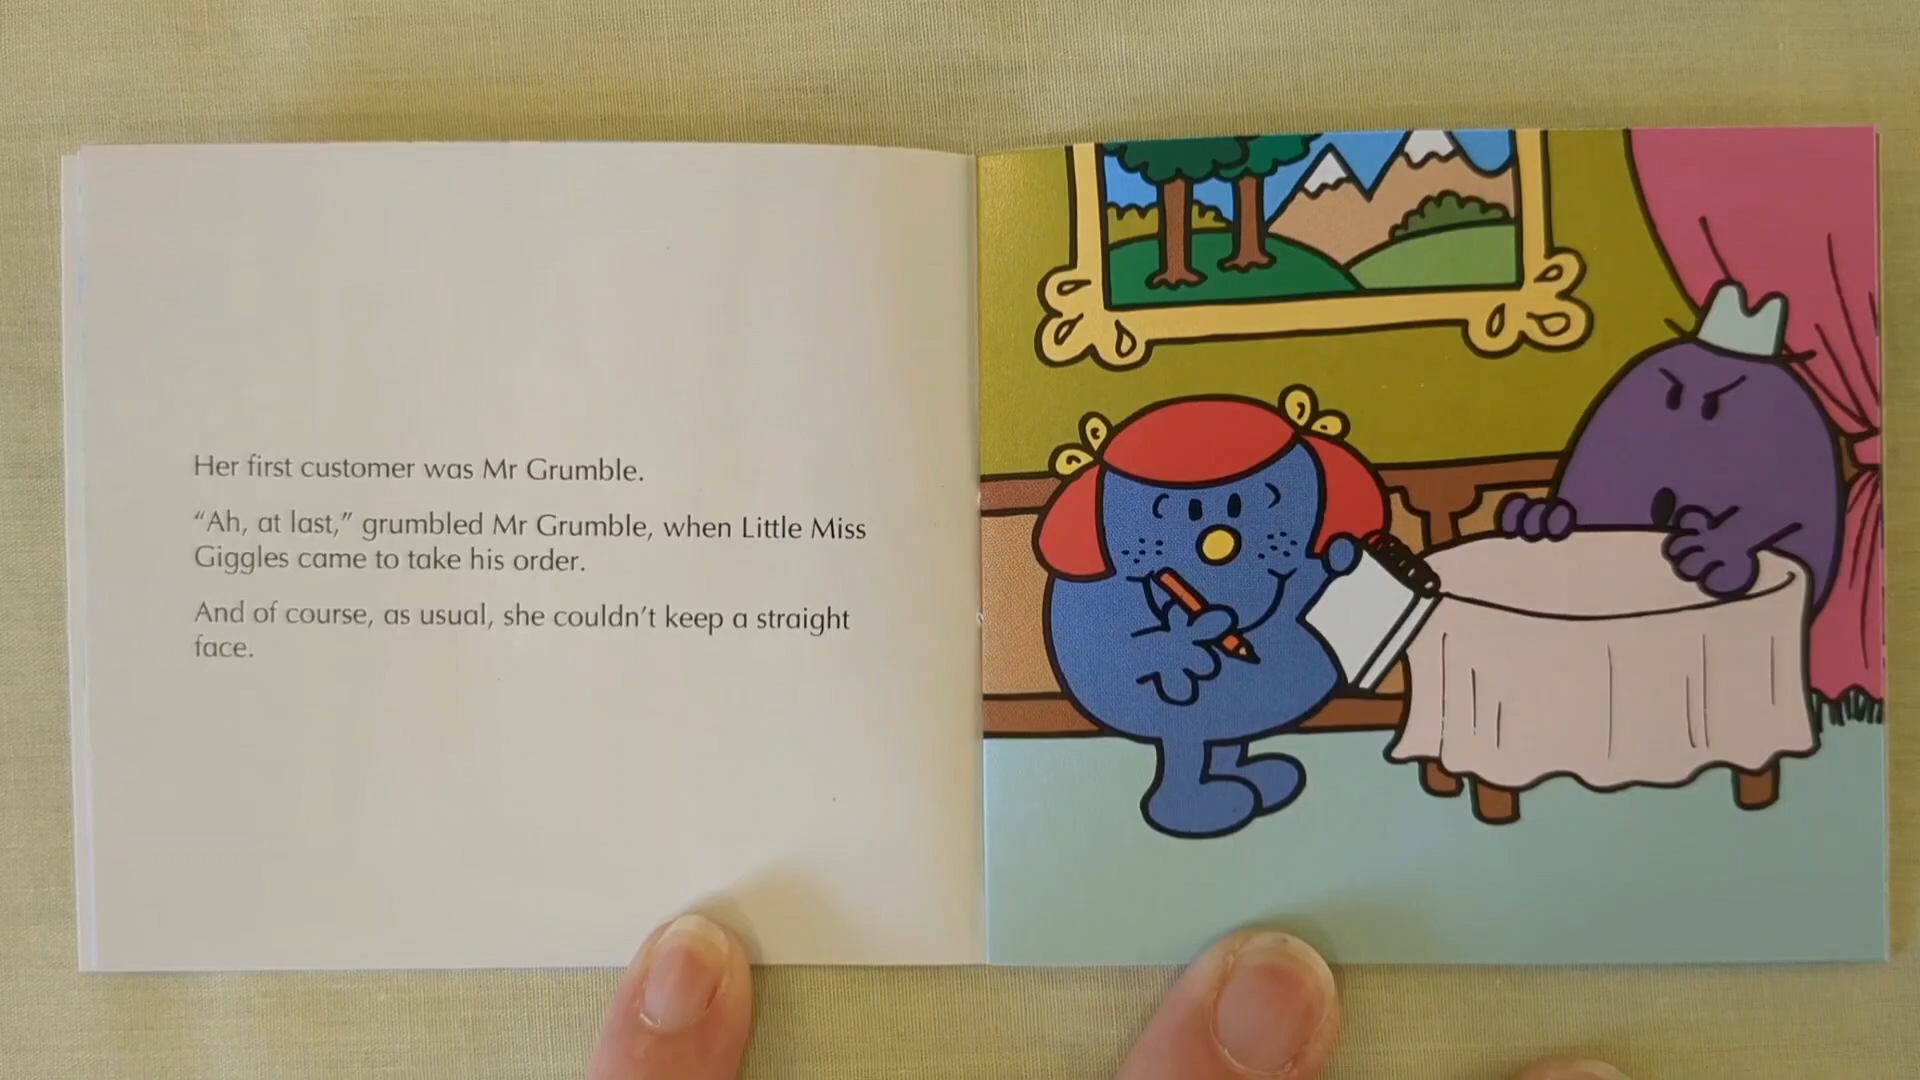 Her first customer was Mr Grumble.
“Ah, at last,” grumbled Mr Grumble, when Little Miss
Giggles came to take his order.
And of course, as usual, she couldn’t keep a straight
face.